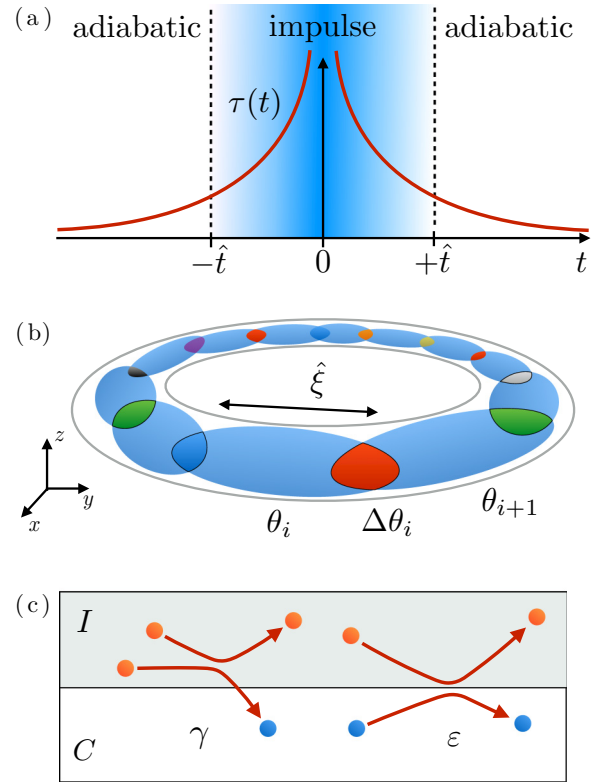 (a)
adiabatic impulse adiabatic
τ(t)
−t̂ 0 +t̂ t
(b)
ξ̂
z
y
x
θᵢ Δθᵢ θᵢ₊₁
(c)
I
C γ ε